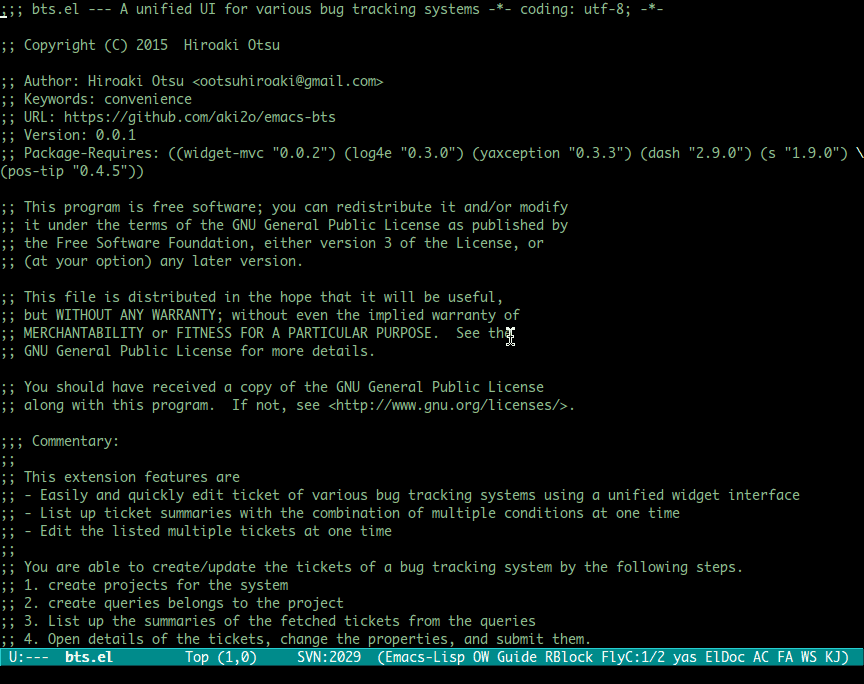 ;;; bts.el --- A unified UI for various bug tracking systems -*- coding: utf-8; -*-
;; Copyright (C) 2015  Hiroaki Otsu
;; Author: Hiroaki Otsu <ootsuhiroaki@gmail.com>
;; Keywords: convenience
;; URL: https://github.com/aki2o/emacs-bts
;; Version: 0.0.1
;; Package-Requires: ((widget-mvc "0.0.2") (log4e "0.3.0") (yaxception "0.3.3") (dash "2.9.0") (s "1.9.0") \
(pos-tip "0.4.5"))
;; This program is free software; you can redistribute it and/or modify
;; it under the terms of the GNU General Public License as published by
;; the Free Software Foundation, either version 3 of the License, or
;; (at your option) any later version.
;; This file is distributed in the hope that it will be useful,
;; but WITHOUT ANY WARRANTY; without even the implied warranty of
;; MERCHANTABILITY or FITNESS FOR A PARTICULAR PURPOSE.  See the
;; GNU General Public License for more details.
;; You should have received a copy of the GNU General Public License
;; along with this program.  If not, see <http://www.gnu.org/licenses/>.
;;; Commentary:
;;
;; This extension features are
;; - Easily and quickly edit ticket of various bug tracking systems using a unified widget interface
;; - List up ticket summaries with the combination of multiple conditions at one time
;; - Edit the listed multiple tickets at one time
;;
;; You are able to create/update the tickets of a bug tracking system by the following steps.
;; 1. create projects for the system
;; 2. create queries belongs to the project
;; 3. List up the summaries of the fetched tickets from the queries
;; 4. Open details of the tickets, change the properties, and submit them.
U:---  bts.el         Top (1,0)     SVN:2029  (Emacs-Lisp OW Guide RBlock FlyC:1/2 yas ElDoc AC FA WS KJ)